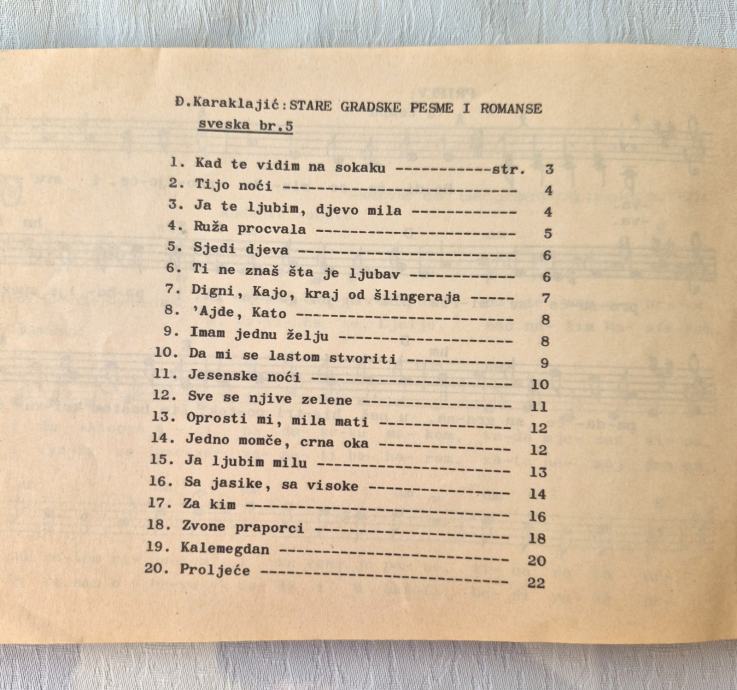 Đ.Karaklajić:STARE GRADSKE PESME I ROMANSE
sveska br.5
1. Kad te vidim na sokaku -----------str. 3
2. Tijo noći --------------------------- 4
3. Ja te ljubim, djevo mila ------------ 4
4. Ruža procvala ----------------------- 5
5. Sjedi djeva ------------------------- 6
6. Ti ne znaš šta je ljubav ------------ 6
7. Digni, Kajo, kraj od šlingeraja ----- 7
8. 'Ajde, Kato ------------------------- 8
9. Imam jednu želju -------------------- 8
10. Da mi se lastom stvoriti ------------ 9
11. Jesenske noći ----------------------- 10
12. Sve se njive zelene ----------------- 11
13. Oprosti mi, mila mati --------------- 12
14. Jedno momče, crna oka --------------- 12
15. Ja ljubim milu ---------------------- 13
16. Sa jasike, sa visoke ---------------- 14
17. Za kim ------------------------------ 16
18. Zvone praporci ---------------------- 18
19. Kalemegdan -------------------------- 20
20. Proljeće ---------------------------- 22